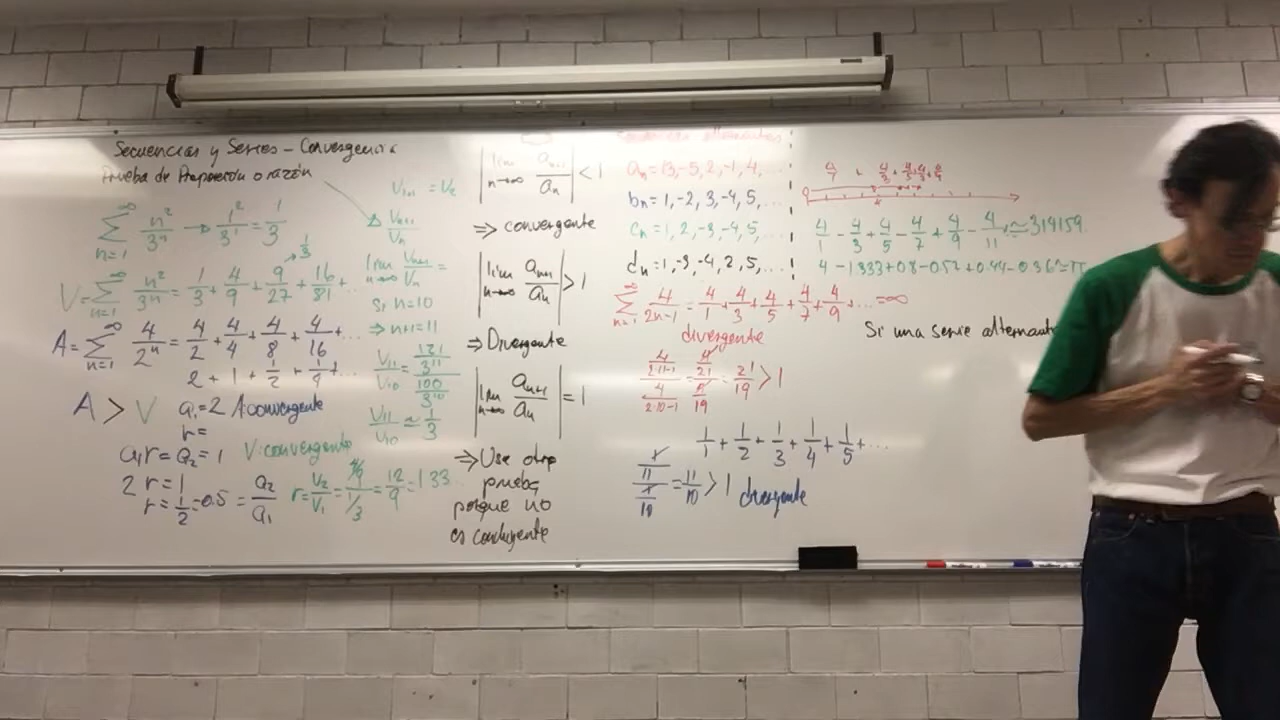 Secuencias y Series - Convergencia
Prueba de Proporción o razón
∑ n=1 ∞ n²/3ⁿ → 1²/3¹ = 1/3
V = ∑ n=1 ∞ n²/3ⁿ = 1/3 + 4/9 + 9/27 + 16/81 + ...
1/3
A = ∑ n=1 ∞ 4/2ⁿ = 4/2 + 4/4 + 4/8 + 4/16 + ...
2 + 1 + 1/2 + 1/4 + ...
A > V
a₁ = 2 A: convergente
r =
a₁r = a₂ = 1 V: convergente
2 r = 1
r = 1/2 = 0.5 = a₂/a₁
r = V₂/V₁ = 4/9 / 1/3 = 12/9 = 1.33...
Vn+1/Vn
lim n→∞ Vn+1/Vn =
Si n=10
⇒ n+1=11
V₁₁/V₁₀ = 121/3¹¹ / 100/3¹⁰
V₁₁/V₁₀ ≈ 1/3
| lim n→∞ an+1/an | < 1
⇒ convergente
| lim n→∞ an+1/an | > 1
⇒ Divergente
| lim n→∞ an+1/an | = 1
⇒ Use otra
prueba
porque no
es concluyente
an = 13, -5, 2, -1, 4, ...
bn = 1, -2, 3, -4, 5, ...
cn = 1, 2, -3, -4, 5, ...
dn = 1, -3, -4, 2, 5, ...
∑ n=1 ∞ 4/2n-1 = 4/1 + 4/3 + 4/5 + 4/7 + 4/9 + ... = ∞
divergente
4/2·11-1 / 4/2·10-1 = 4/21 / 4/19 = 21/19 > 1
1/1 + 1/2 + 1/3 + 1/4 + 1/5 + ...
1/11 / 1/10 = 11/10 > 1 divergente
4/1 - 4/3 + 4/5 - 4/7 + 4/9 - 4/11 ... ≈ 3.14159
4 - 1.333 + 0.8 - 0.57 + 0.44 - 0.36 ≈ π
Si una serie alternante